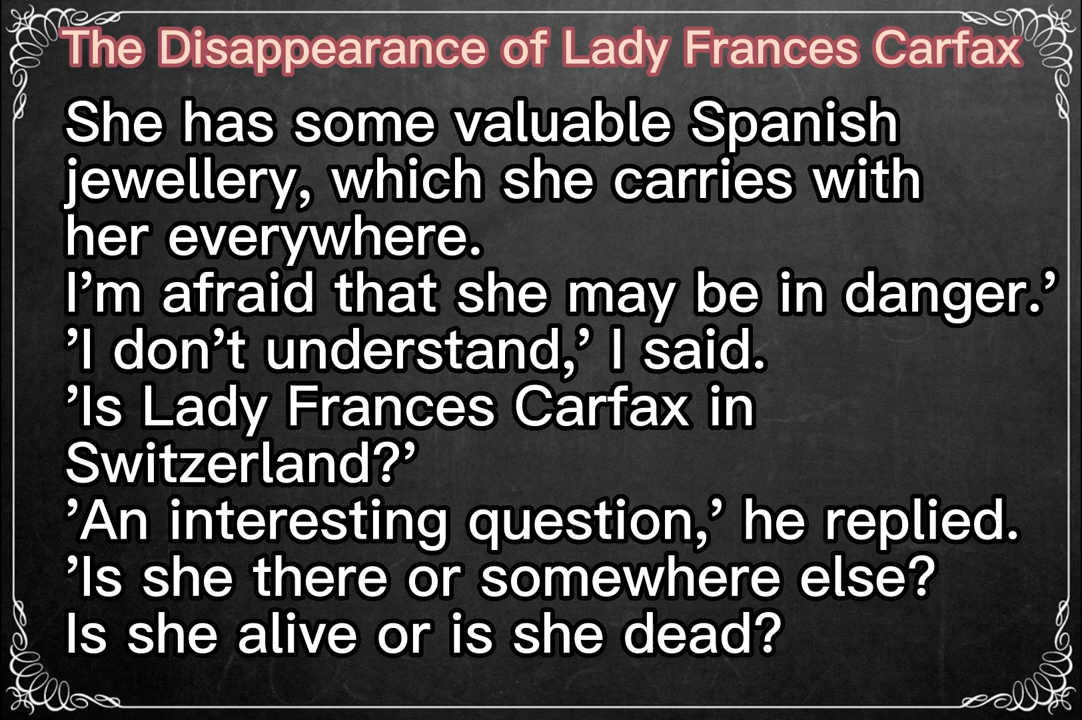 The Disappearance of Lady Frances Carfax
She has some valuable Spanish
jewellery, which she carries with
her everywhere.
I’m afraid that she may be in danger.’
’I don’t understand,’ I said.
’Is Lady Frances Carfax in
Switzerland?’
’An interesting question,’ he replied.
’Is she there or somewhere else?
Is she alive or is she dead?